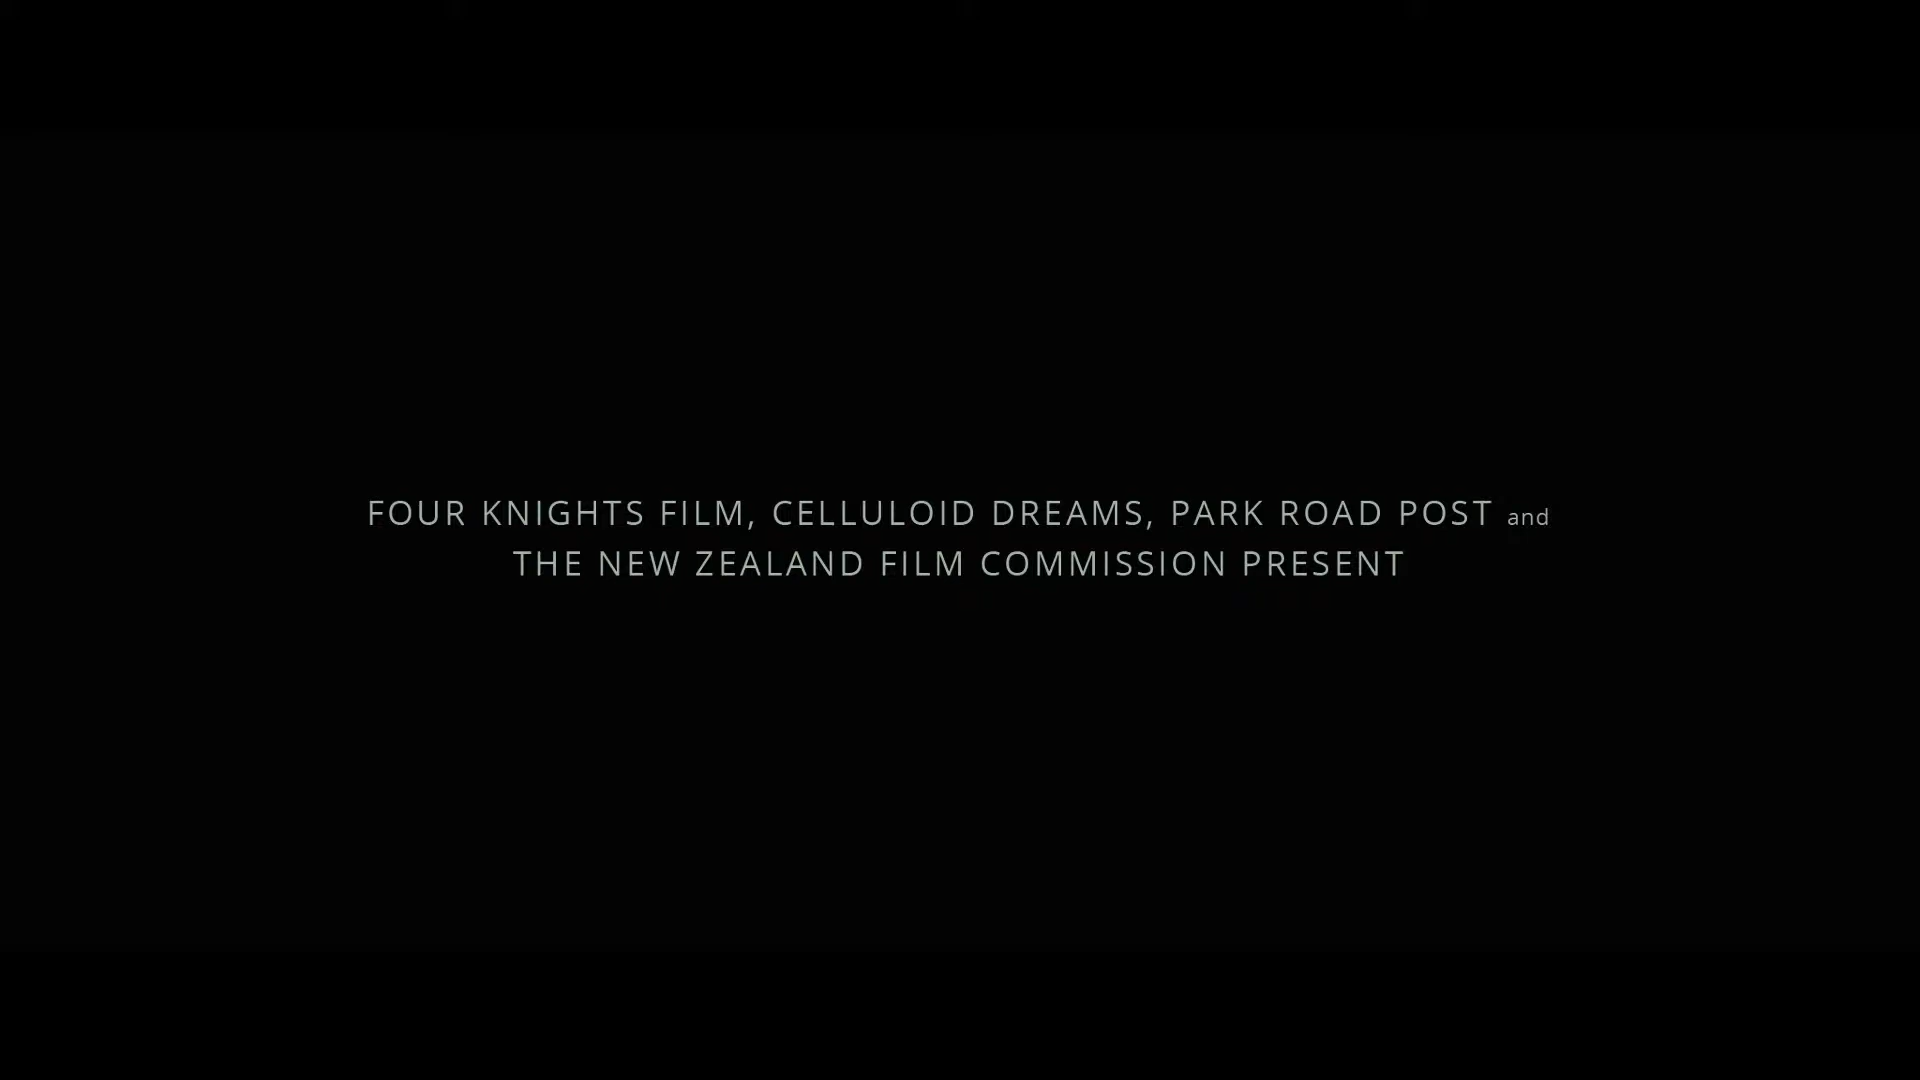 FOUR KNIGHTS FILM, CELLULOID DREAMS, PARK ROAD POST and
THE NEW ZEALAND FILM COMMISSION PRESENT